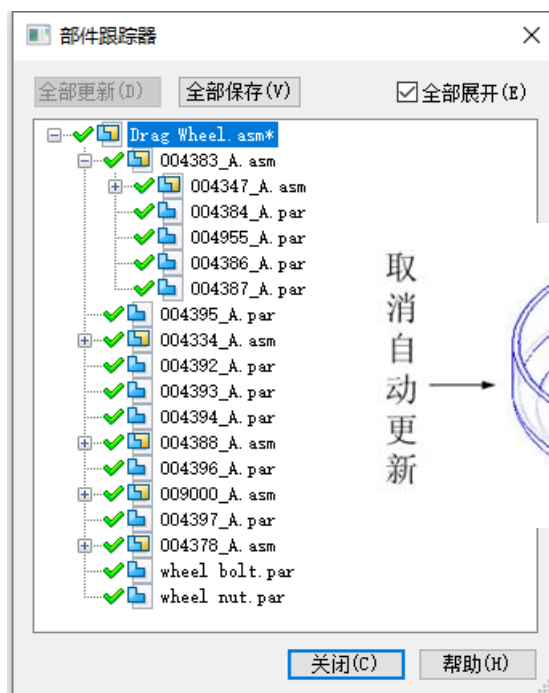 部件跟踪器
全部更新(D) 全部保存(V) 全部展开(E)
Drag Wheel.asm*
004383_A.asm
004347_A.asm
004384_A.par
004955_A.par
004386_A.par
004387_A.par
004395_A.par
004334_A.asm
004392_A.par
004393_A.par
004394_A.par
004388_A.asm
004396_A.par
009000_A.asm
004397_A.par
004378_A.asm
wheel bolt.par
wheel nut.par
取消自动更新
关闭(C) 帮助(H)